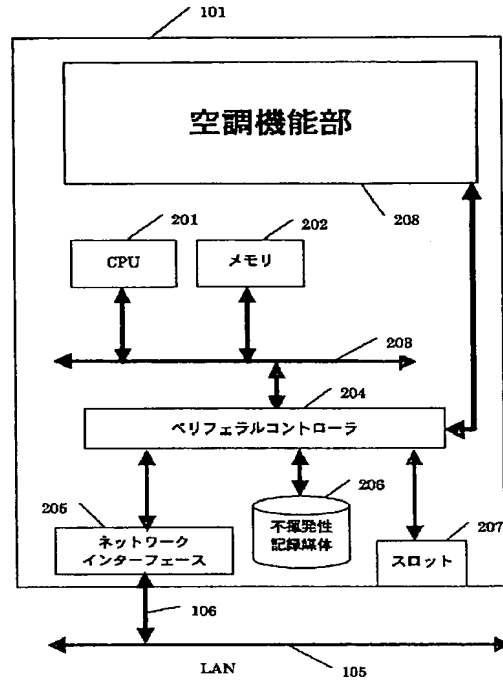 101
空調機能部
208
201
202
CPU
メモリ
203
204
ペリフェラルコントローラ
205
206
207
ネットワーク
インターフェース
不揮発性
記録媒体
スロット
106
LAN
105